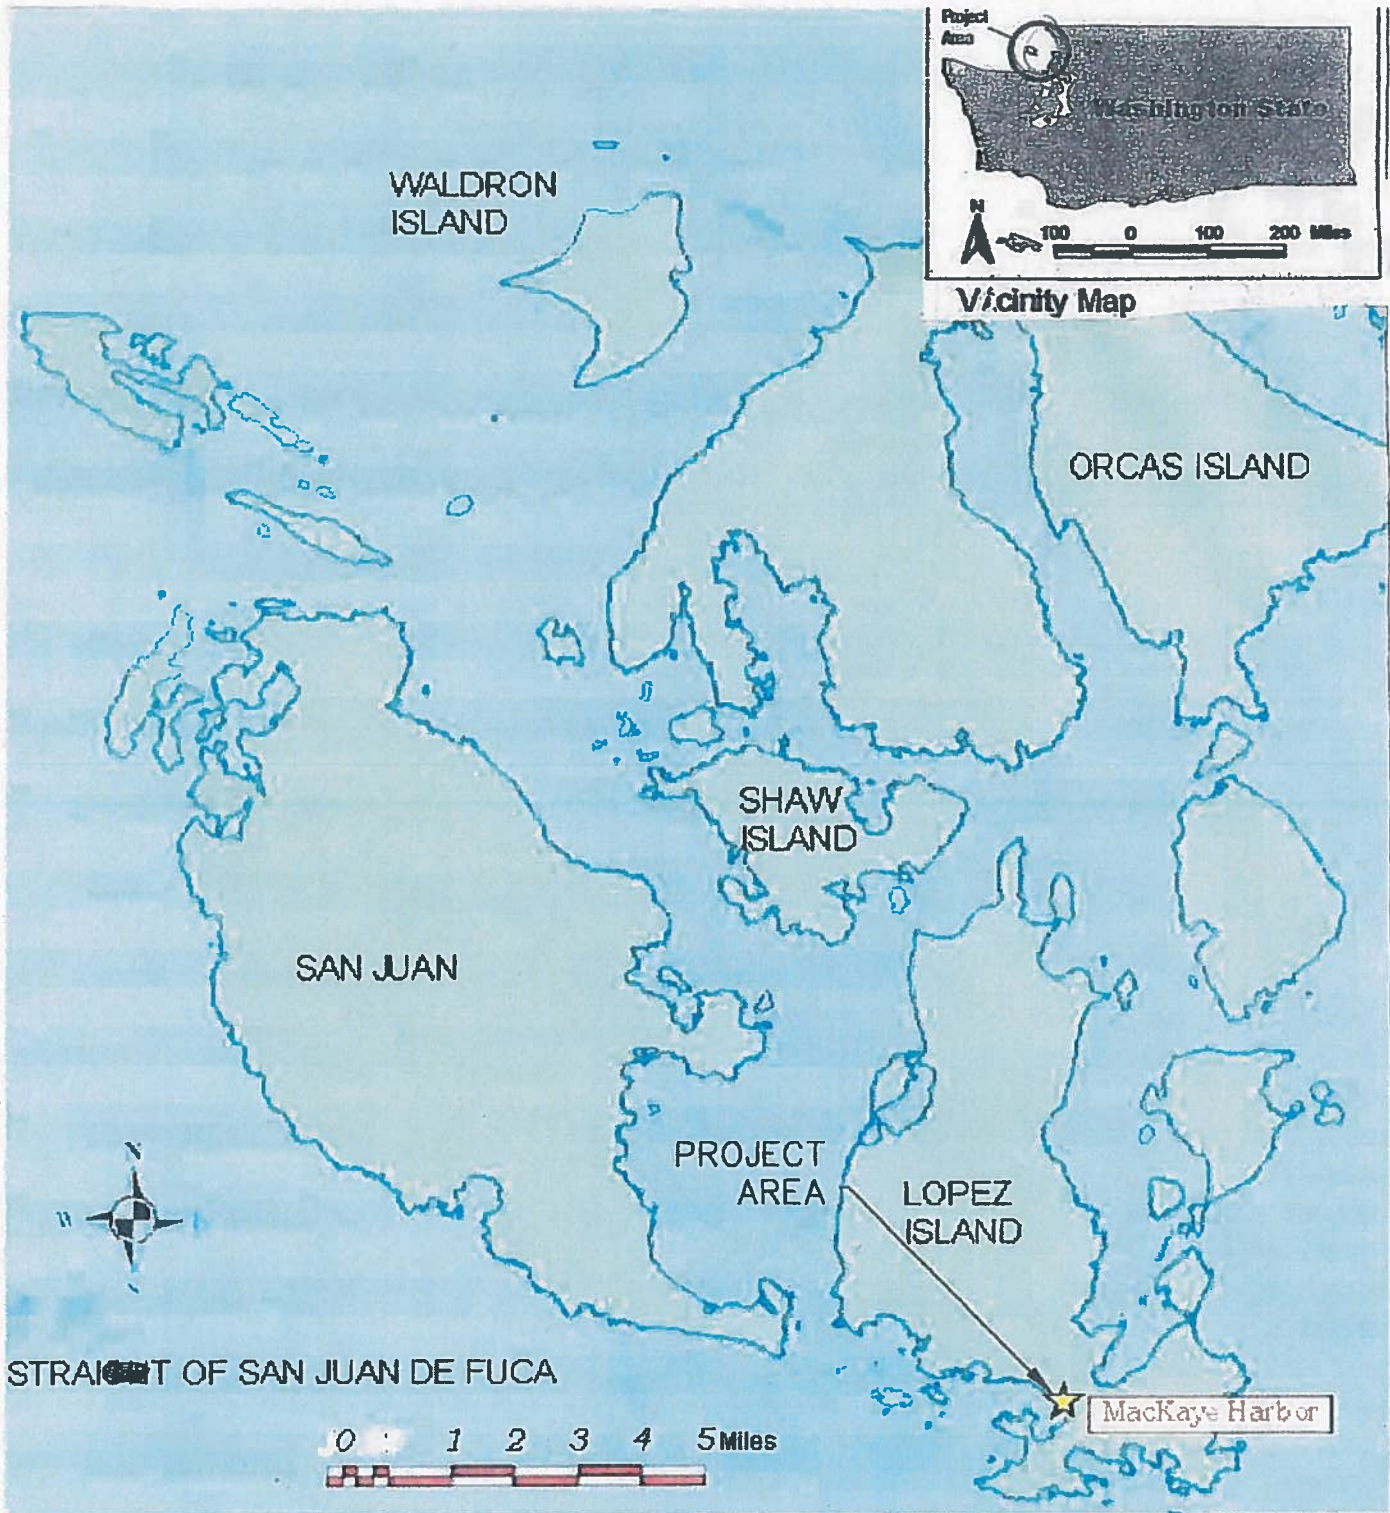 Project
Area
Washington State
N
100 0 100 200 Miles
Vicinity Map
WALDRON
ISLAND
ORCAS ISLAND
SHAW
ISLAND
SAN JUAN
PROJECT
AREA
LOPEZ
ISLAND
N
W
OF SAN JUAN DE FUCA
MacKaye Harbor
0 1 2 3 4 5 Miles